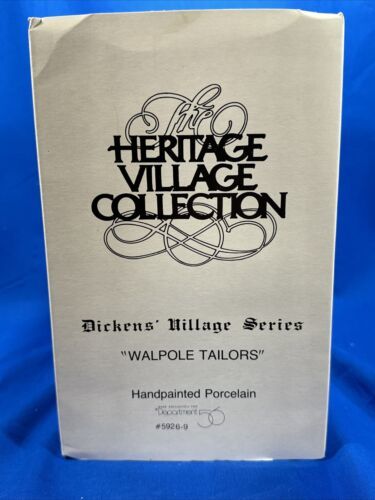 The
HERITAGE
VILLAGE
COLLECTION
Dickens' Village Series
"WALPOLE TAILORS"
Handpainted Porcelain
Department 56
#5926-9